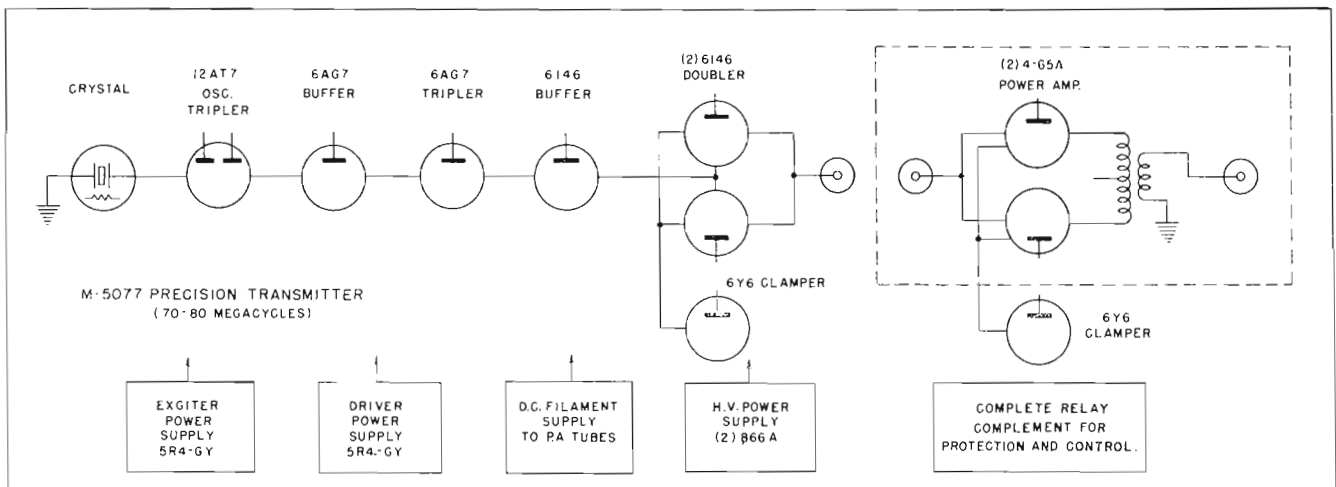 CRYSTAL
12AT7
OSC.
TRIPLER
6AG7
BUFFER
6AG7
TRIPLER
6146
BUFFER
(2) 6146
DOUBLER
(2) 4-65A
POWER AMP.
M-5077 PRECISION TRANSMITTER
(70-80 MEGACYCLES)
6Y6 CLAMPER
6Y6
CLAMPER
EXCITER
POWER
SUPPLY
5R4-GY
DRIVER
POWER
SUPPLY
5R4.-GY
D.C. FILAMENT
SUPPLY
TO P.A TUBES
H.V. POWER
SUPPLY
(2) 866A
COMPLETE RELAY
COMPLEMENT FOR
PROTECTION AND CONTROL.